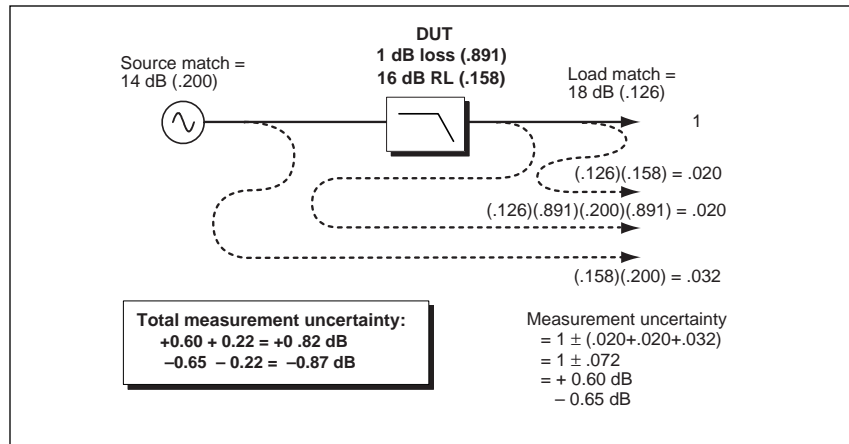 DUT
1 dB loss (.891)
16 dB RL (.158)
Source match =
14 dB (.200)
Load match =
18 dB (.126)
1
(.126)(.158) = .020
(.126)(.891)(.200)(.891) = .020
(.158)(.200) = .032
Total measurement uncertainty:
+0.60 + 0.22 = +0 .82 dB
−0.65 − 0.22 = −0.87 dB
Measurement uncertainty
= 1 ± (.020+.020+.032)
= 1 ± .072
= + 0.60 dB
− 0.65 dB